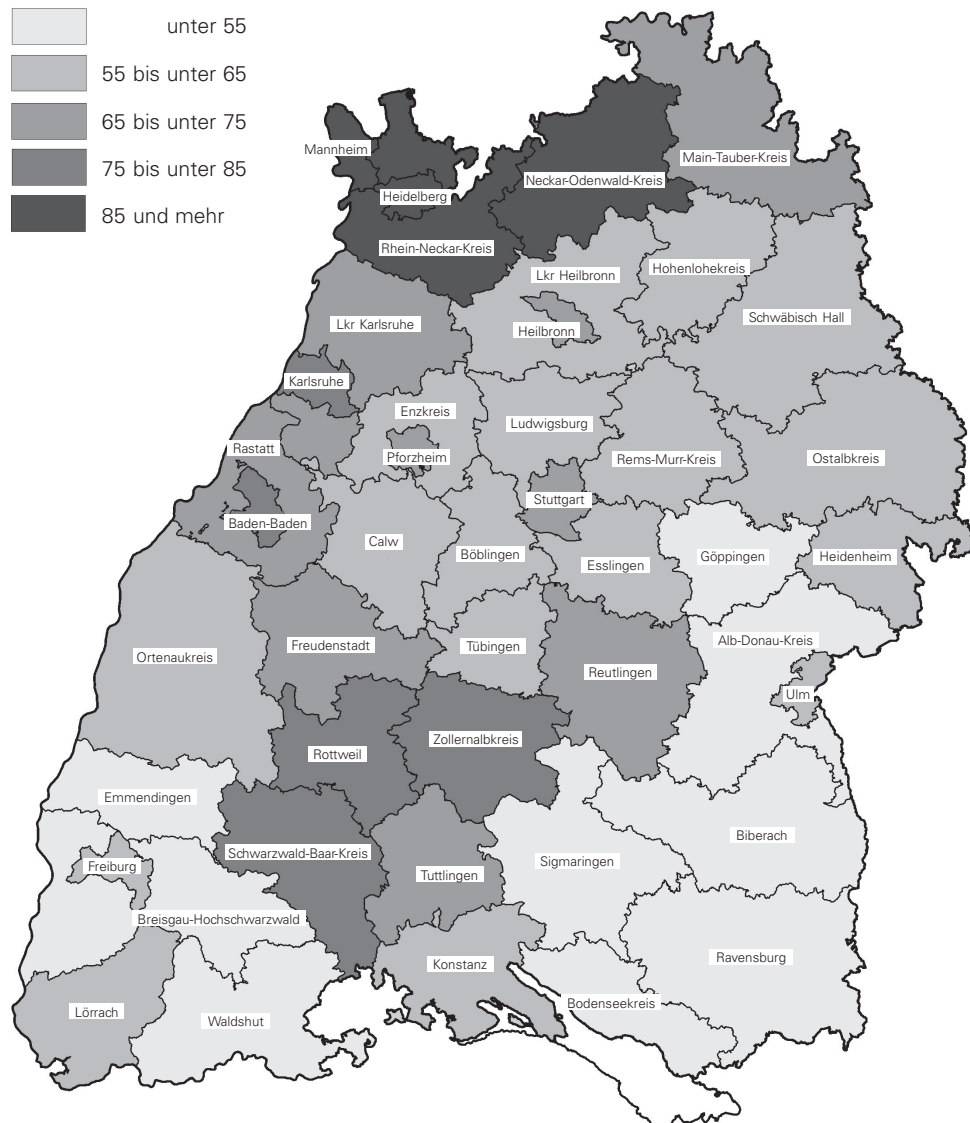 unter 55
55 bis unter 65
65 bis unter 75
75 bis unter 85
85 und mehr
Mannheim
Main-Tauber-Kreis
Neckar-Odenwald-Kreis
Heidelberg
Rhein-Neckar-Kreis
Hohenlohekreis
Lkr Heilbronn
Schwäbisch Hall
Lkr Karlsruhe
Heilbronn
Karlsruhe
Enzkreis
Ludwigsburg
Rastatt
Pforzheim
Rems-Murr-Kreis
Ostalbkreis
Stuttgart
Baden-Baden
Calw
Böblingen
Esslingen
Göppingen
Heidenheim
Alb-Donau-Kreis
Freudenstadt
Tübingen
Ortenaukreis
Reutlingen
Ulm
Rottweil
Zollernalbkreis
Emmendingen
Biberach
Schwarzwald-Baar-Kreis
Sigmaringen
Freiburg
Tuttlingen
Breisgau-Hochschwarzwald
Ravensburg
Konstanz
Bodenseekreis
Lörrach
Waldshut